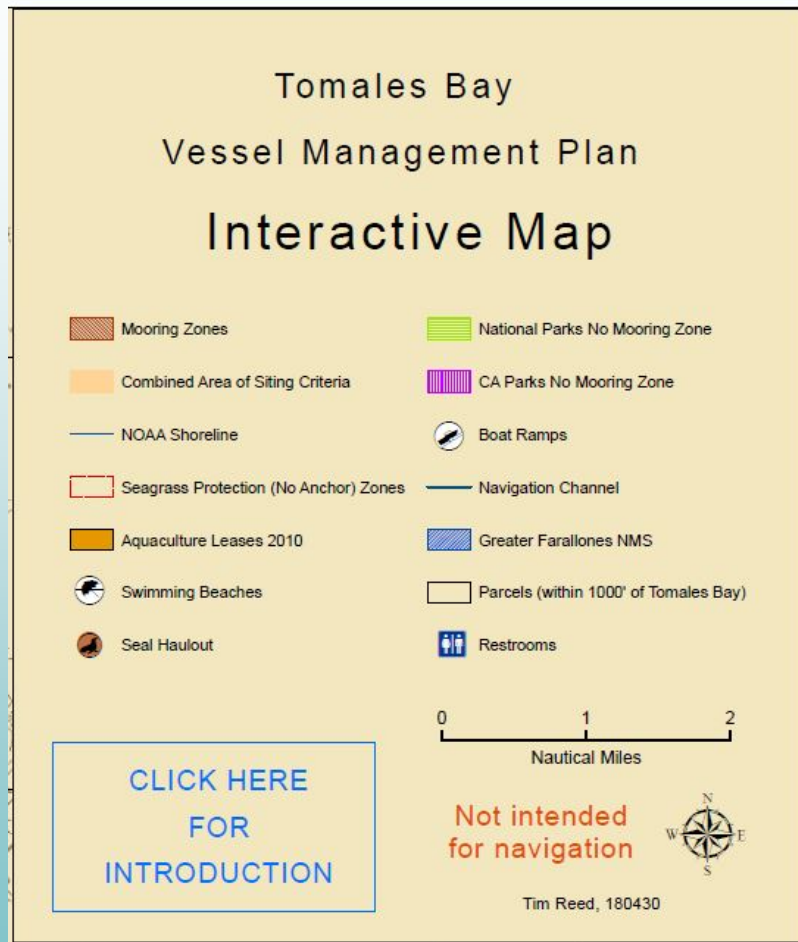 Tomales Bay
Vessel Management Plan
Interactive Map
Mooring Zones
Combined Area of Siting Criteria
NOAA Shoreline
Seagrass Protection (No Anchor) Zones
Aquaculture Leases 2010
Swimming Beaches
Seal Haulout
National Parks No Mooring Zone
CA Parks No Mooring Zone
Boat Ramps
Navigation Channel
Greater Farallones NMS
Parcels (within 1000' of Tomales Bay)
Restrooms
0 1 2
Nautical Miles
CLICK HERE
FOR
INTRODUCTION
Not intended
for navigation
N
W E
S
Tim Reed, 180430